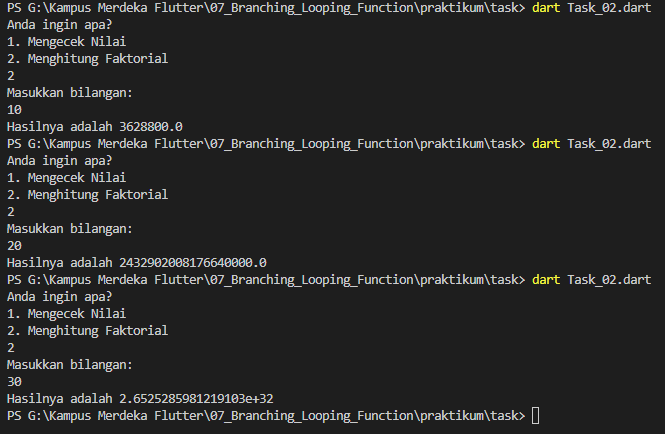 PS G:\Kampus Merdeka Flutter\07_Branching_Looping_Function\praktikum\task> dart Task_02.dart
Anda ingin apa?
1. Mengecek Nilai
2. Menghitung Faktorial
2
Masukkan bilangan:
10
Hasilnya adalah 3628800.0
PS G:\Kampus Merdeka Flutter\07_Branching_Looping_Function\praktikum\task> dart Task_02.dart
Anda ingin apa?
1. Mengecek Nilai
2. Menghitung Faktorial
2
Masukkan bilangan:
20
Hasilnya adalah 2432902008176640000.0
PS G:\Kampus Merdeka Flutter\07_Branching_Looping_Function\praktikum\task> dart Task_02.dart
Anda ingin apa?
1. Mengecek Nilai
2. Menghitung Faktorial
2
Masukkan bilangan:
30
Hasilnya adalah 2.6525285981219103e+32
PS G:\Kampus Merdeka Flutter\07_Branching_Looping_Function\praktikum\task>